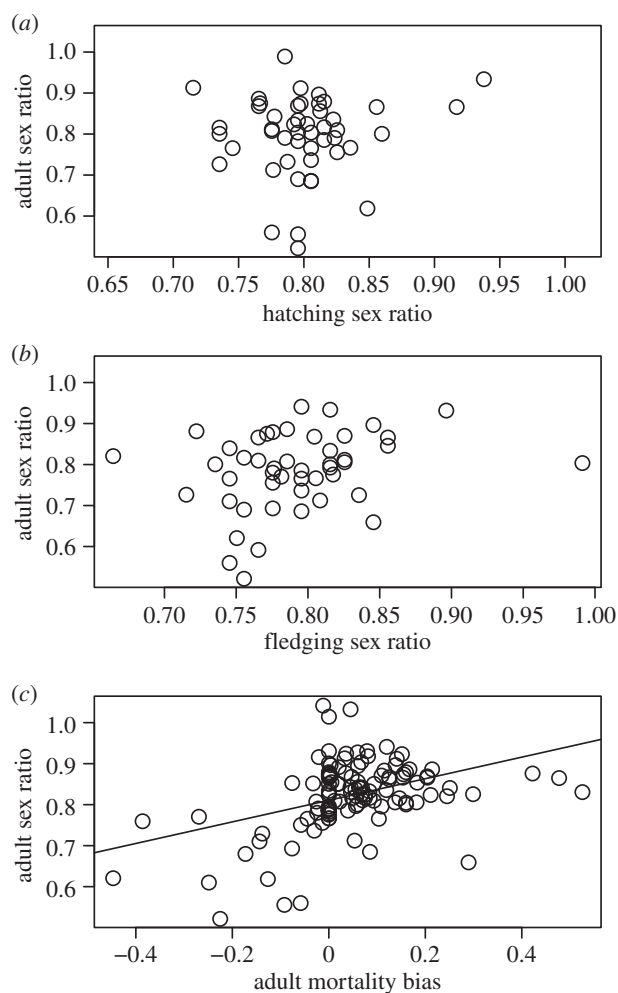 (a)
1.0
0.9
0.8
0.7
0.6
adult sex ratio
0.65 0.70 0.75 0.80 0.85 0.90 0.95 1.00
hatching sex ratio
(b)
1.0
0.9
0.8
0.7
0.6
adult sex ratio
0.70 0.75 0.80 0.85 0.90 0.95 1.00
fledging sex ratio
(c)
1.0
0.9
0.8
0.7
0.6
adult sex ratio
−0.4 −0.2 0 0.2 0.4
adult mortality bias